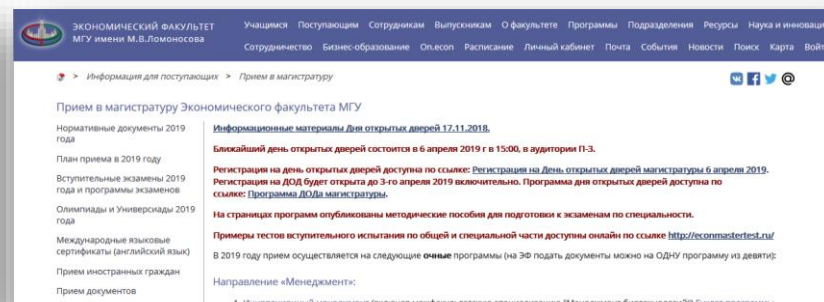 ЭКОНОМИЧЕСКИЙ ФАКУЛЬТЕТ
МГУ имени М.В.Ломоносова
Учащимся Поступающим Сотрудникам Выпускникам О факультете Программы Подразделения Ресурсы Наука и инноваци
Сотрудничество Бизнес-образование On.econ Расписание Личный кабинет Почта События Новости Поиск Карта Войт
> Информация для поступающих > Прием в магистратуру
Прием в магистратуру Экономического факультета МГУ
Нормативные документы 2019
года
План приема в 2019 году
Вступительные экзамены 2019
года и программы экзаменов
Олимпиады и Универсиады 2019
года
Международные языковые
сертификаты (английский язык)
Прием иностранных граждан
Прием документов
Информационные материалы Дня открытых дверей 17.11.2018.
Ближайший день открытых дверей состоится в 6 апреля 2019 г в 15:00, в аудитории П-3.
Регистрация на день открытых дверей доступна по ссылке: Регистрация на День открытых дверей магистратуры 6 апреля 2019.
Регистрация на ДОД будет открыта до 3-го апреля 2019 включительно. Программа дня открытых дверей доступна по
ссылке: Программа ДОДа магистратуры.
На страницах программ опубликованы методические пособия для подготовки к экзаменам по специальности.
Примеры тестов вступительного испытания по общей и специальной части доступны онлайн по ссылке http://econmastertest.ru/
В 2019 году прием осуществляется на следующие очные программы (на ЭФ подать документы можно на ОДНУ программу из девяти):
Направление «Менеджмент»: